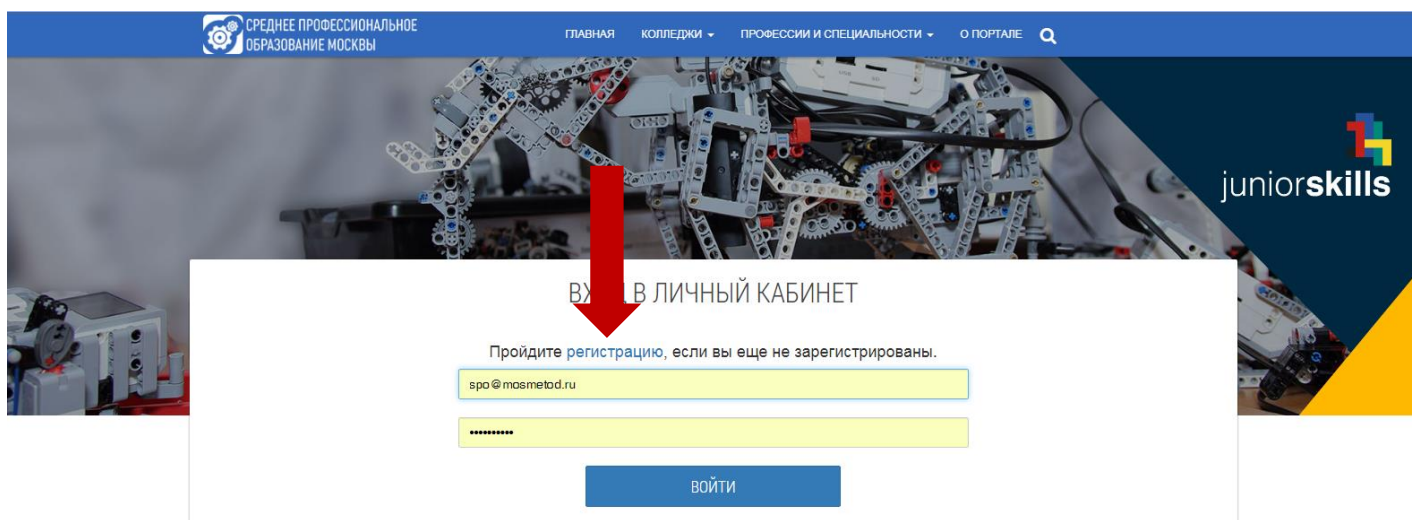 СРЕДНЕЕ ПРОФЕССИОНАЛЬНОЕ
ОБРАЗОВАНИЕ МОСКВЫ
ГЛАВНАЯ КОЛЛЕДЖИ ПРОФЕССИИ И СПЕЦИАЛЬНОСТИ О ПОРТАЛЕ
juniorskills
В ЛИЧНЫЙ КАБИНЕТ
Пройдите регистрацию, если вы еще не зарегистрированы.
spo@mosmetod.ru
••••••••••
ВОЙТИ